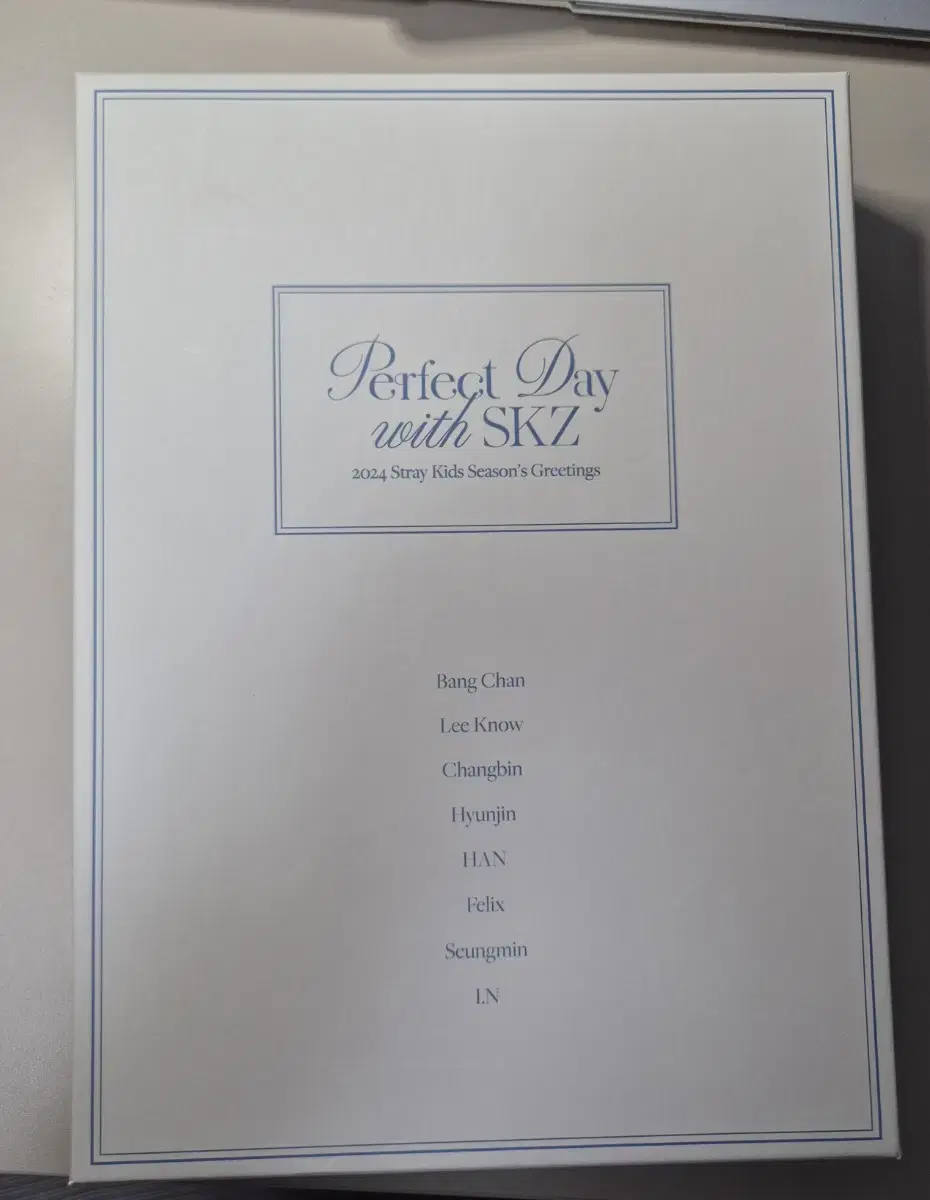 Perfect Day
with SKZ
2024 Stray Kids Season's Greetings
Bang Chan
Lee Know
Changbin
Hyunjin
HAN
Felix
Seungmin
I.N